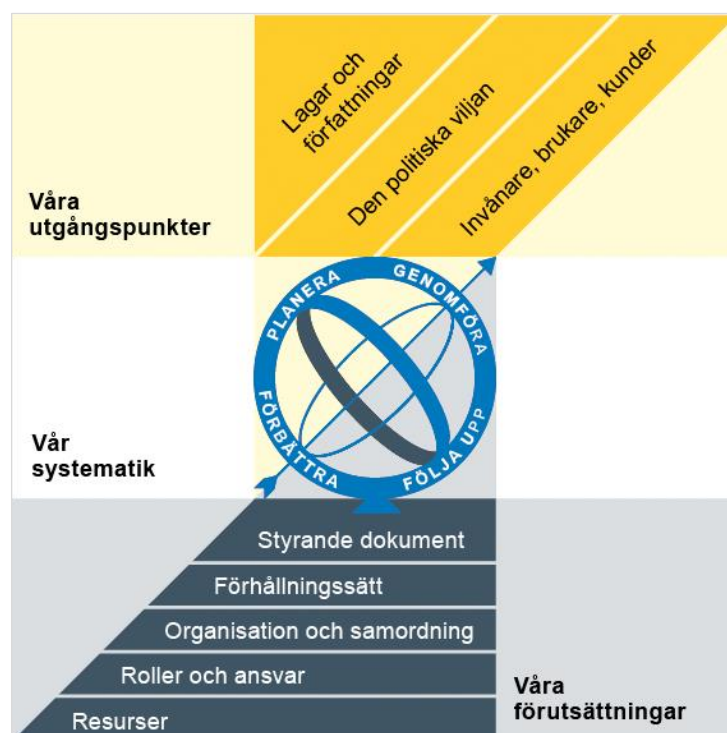 Lagar och
författningar
Den politiska viljan
Invånare, brukare, kunder
Våra
utgångspunkter
PLANERA
GENOMFÖRA
FÖRBÄTTRA
FÖLJA UPP
Vår
systematik
Styrande dokument
Förhållningssätt
Organisation och samordning
Roller och ansvar
Resurser
Våra
förutsättningar